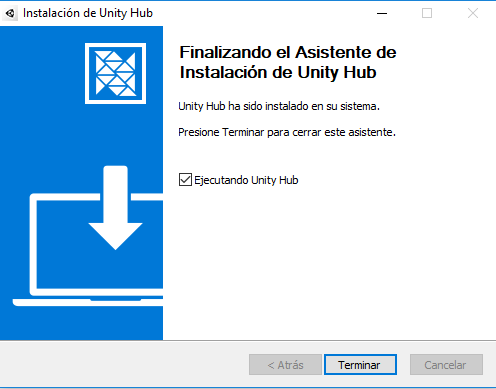 Instalación de Unity Hub
Finalizando el Asistente de
Instalación de Unity Hub
Unity Hub ha sido instalado en su sistema.
Presione Terminar para cerrar este asistente.
Ejecutando Unity Hub
< Atrás
Terminar
Cancelar